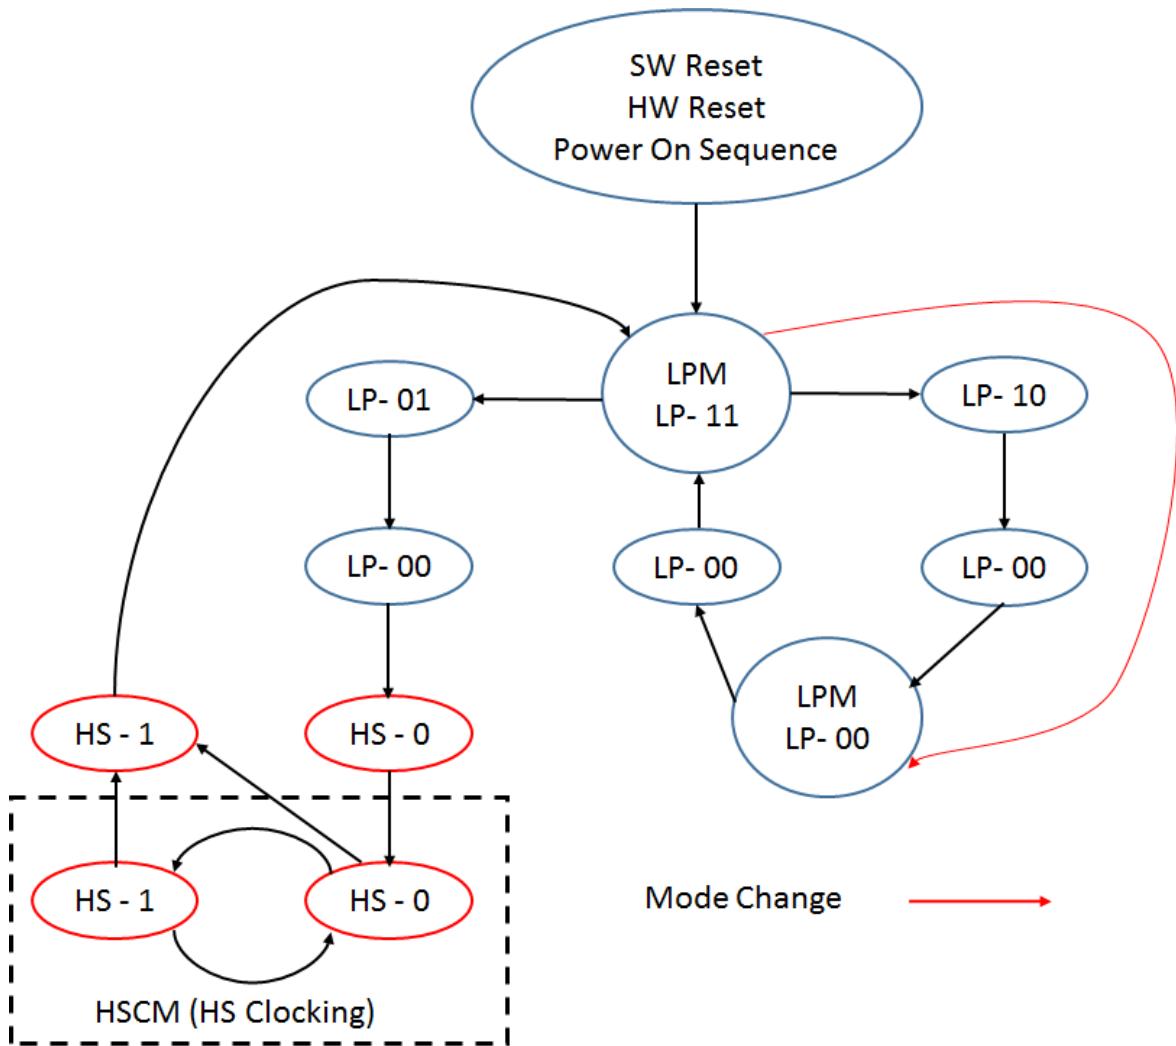 SW Reset
HW Reset
Power On Sequence
LPM
LP- 11
LP- 01
LP- 10
LP- 00
LP- 00
LP- 00
LPM
LP- 00
HS - 1
HS - 0
HS - 1
HS - 0
Mode Change
HSCM (HS Clocking)